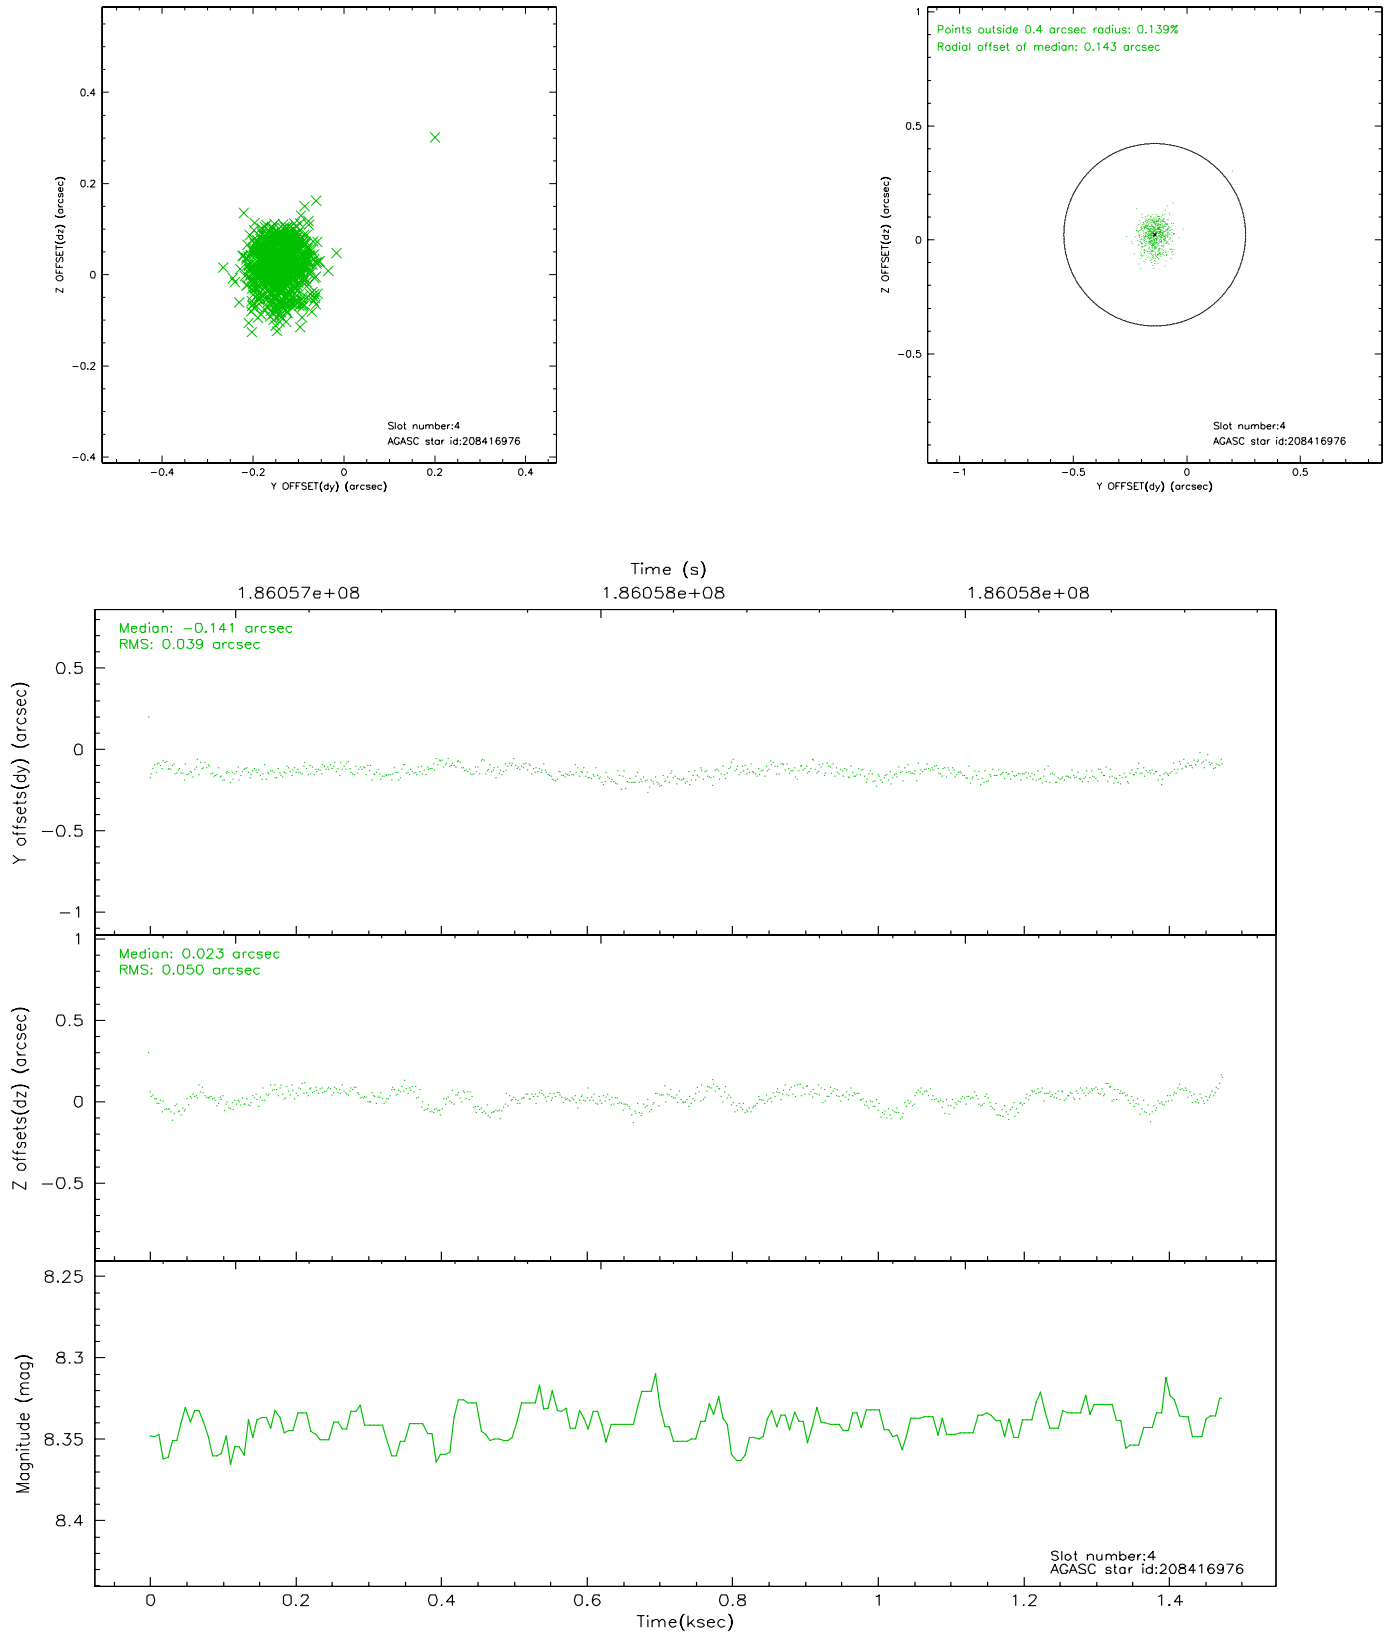 0.4
0.2
0
−0.2
−0.4
Z OFFSET(dz) (arcsec)
−0.4 −0.2 0 0.2 0.4
Y OFFSET(dy) (arcsec)
Slot number:4
AGASC star id:208416976
Points outside 0.4 arcsec radius: 0.139%
Radial offset of median: 0.143 arcsec
1
0.5
0
−0.5
Z OFFSET(dz) (arcsec)
−1 −0.5 0 0.5
Y OFFSET(dy) (arcsec)
Slot number:4
AGASC star id:208416976
Time (s)
1.86057e+08 1.86058e+08 1.86058e+08
Median: −0.141 arcsec
RMS: 0.039 arcsec
0.5
0
−0.5
−1
Y offsets(dy) (arcsec)
Median: 0.023 arcsec
RMS: 0.050 arcsec
1
0.5
0
−0.5
Z offsets(dz) (arcsec)
8.25
8.3
8.35
8.4
Magnitude (mag)
Slot number:4
AGASC star id:208416976
0 0.2 0.4 0.6 0.8 1 1.2 1.4
Time(ksec)